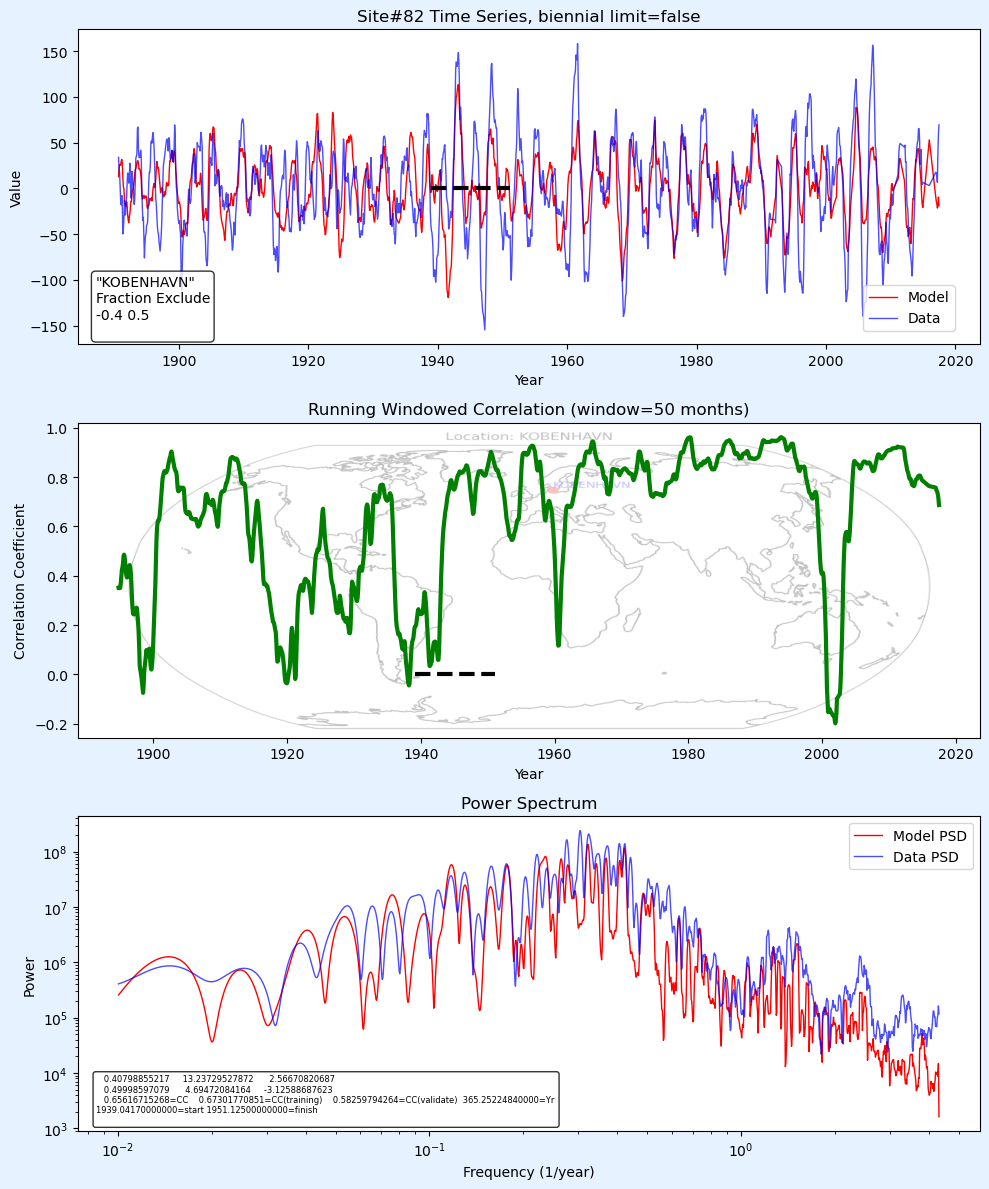 Site#82 Time Series, biennial limit=false
Value
150
100
50
0
−50
−100
−150
"KOBENHAVN"
Fraction Exclude
-0.4 0.5
Model
Data
1900 1920 1940 1960 1980 2000 2020
Year
Running Windowed Correlation (window=50 months)
Correlation Coefficient
1.0
0.8
0.6
0.4
0.2
0.0
−0.2
Location: KOBENHAVN
KOBENHAVN
1900 1920 1940 1960 1980 2000 2020
Year
Power Spectrum
Power
10^8
10^7
10^6
10^5
10^4
10^3
Model PSD
Data PSD
0.40798855217 13.23729527872 2.56670820687
0.49998597079 4.69472084164 -3.12588687623
0.65616715268=CC 0.67301770851=CC(training) 0.58259794264=CC(validate) 365.25224840000=Yr
1939.04170000000=start 1951.12500000000=finish
10^−2 10^−1 10^0
Frequency (1/year)